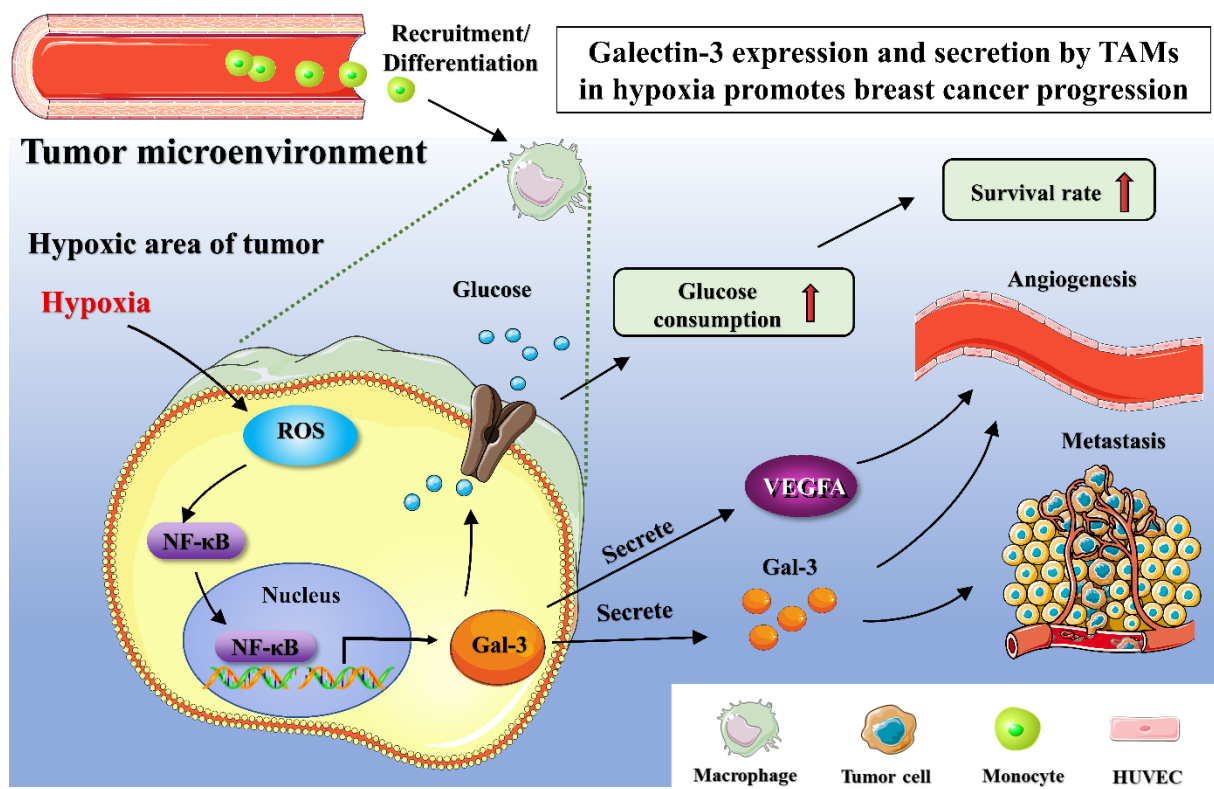 Recruitment/
Differentiation
Galectin-3 expression and secretion by TAMs
in hypoxia promotes breast cancer progression
Tumor microenvironment
Survival rate
Hypoxic area of tumor
Hypoxia
Glucose
Glucose
consumption
Angiogenesis
ROS
Metastasis
VEGFA
NF-κB
Secrete
Gal-3
Nucleus
Secrete
NF-κB
Gal-3
Macrophage
Tumor cell
Monocyte
HUVEC